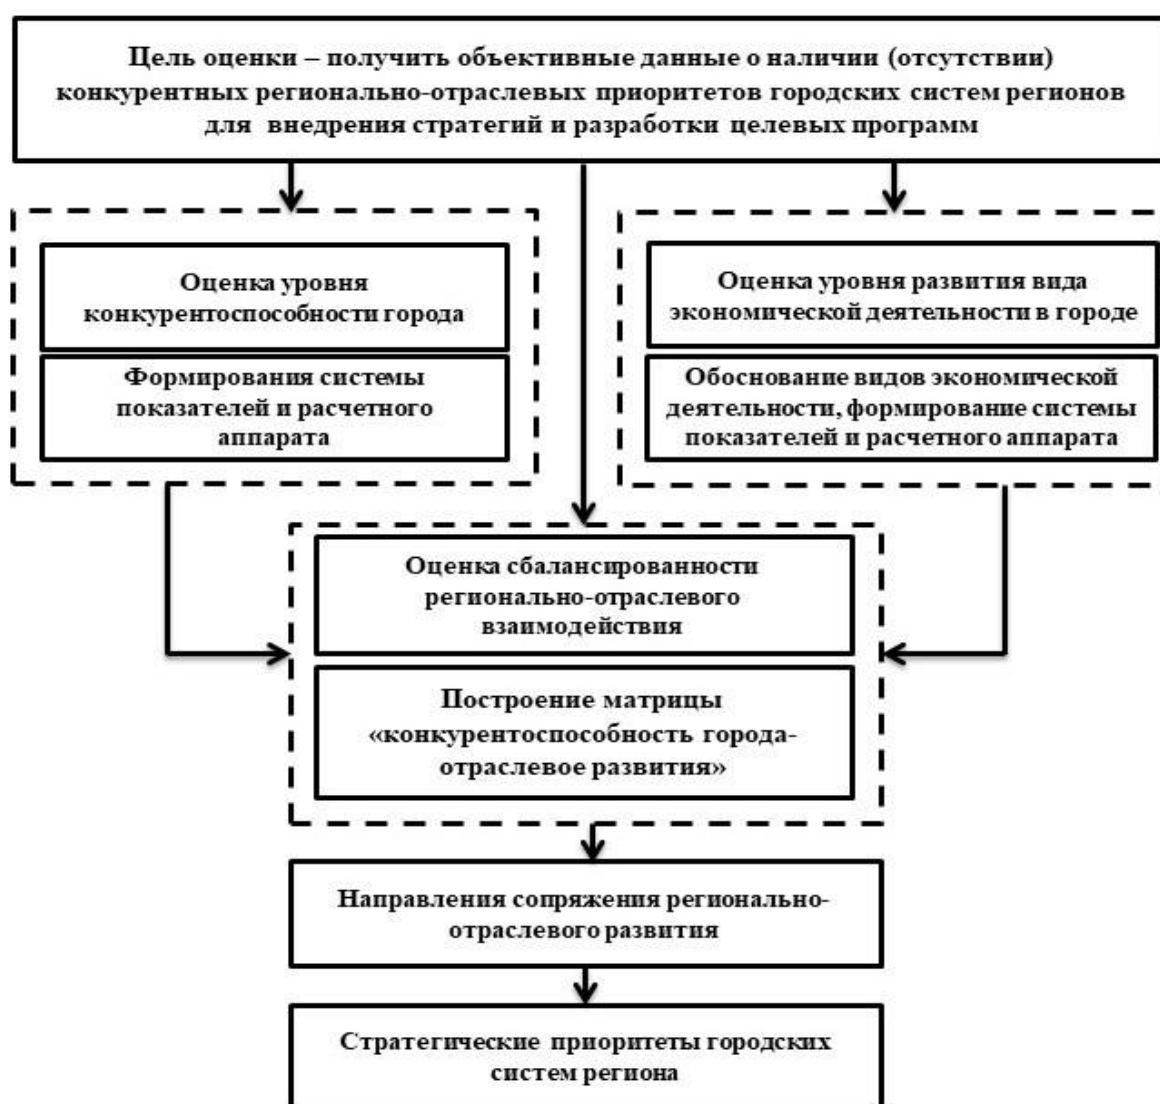 Цель оценки – получить объективные данные о наличии (отсутствии)
конкурентных регионально-отраслевых приоритетов городских систем регионов
для внедрения стратегий и разработки целевых программ
Оценка уровня
конкурентоспособности города
Формирования системы
показателей и расчетного
аппарата
Оценка уровня развития вида
экономической деятельности в городе
Обоснование видов экономической
деятельности, формирование системы
показателей и расчетного аппарата
Оценка сбалансированности
регионально-отраслевого
взаимодействия
Построение матрицы
«конкурентоспособность города-
отраслевое развития»
Направления сопряжения регионально-
отраслевого развития
Стратегические приоритеты городских
систем региона